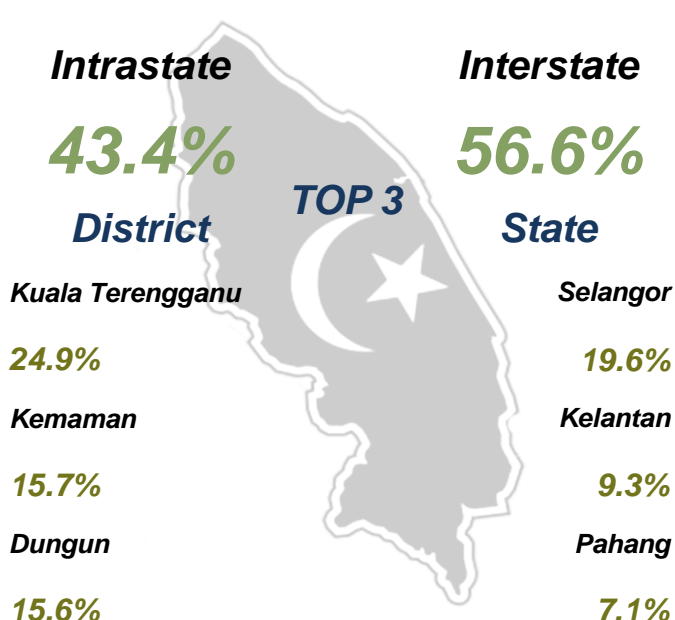 Intrastate
Interstate
43.4%
56.6%
TOP 3
District
State
Kuala Terengganu
Selangor
24.9%
19.6%
Kemaman
Kelantan
15.7%
9.3%
Dungun
Pahang
15.6%
7.1%